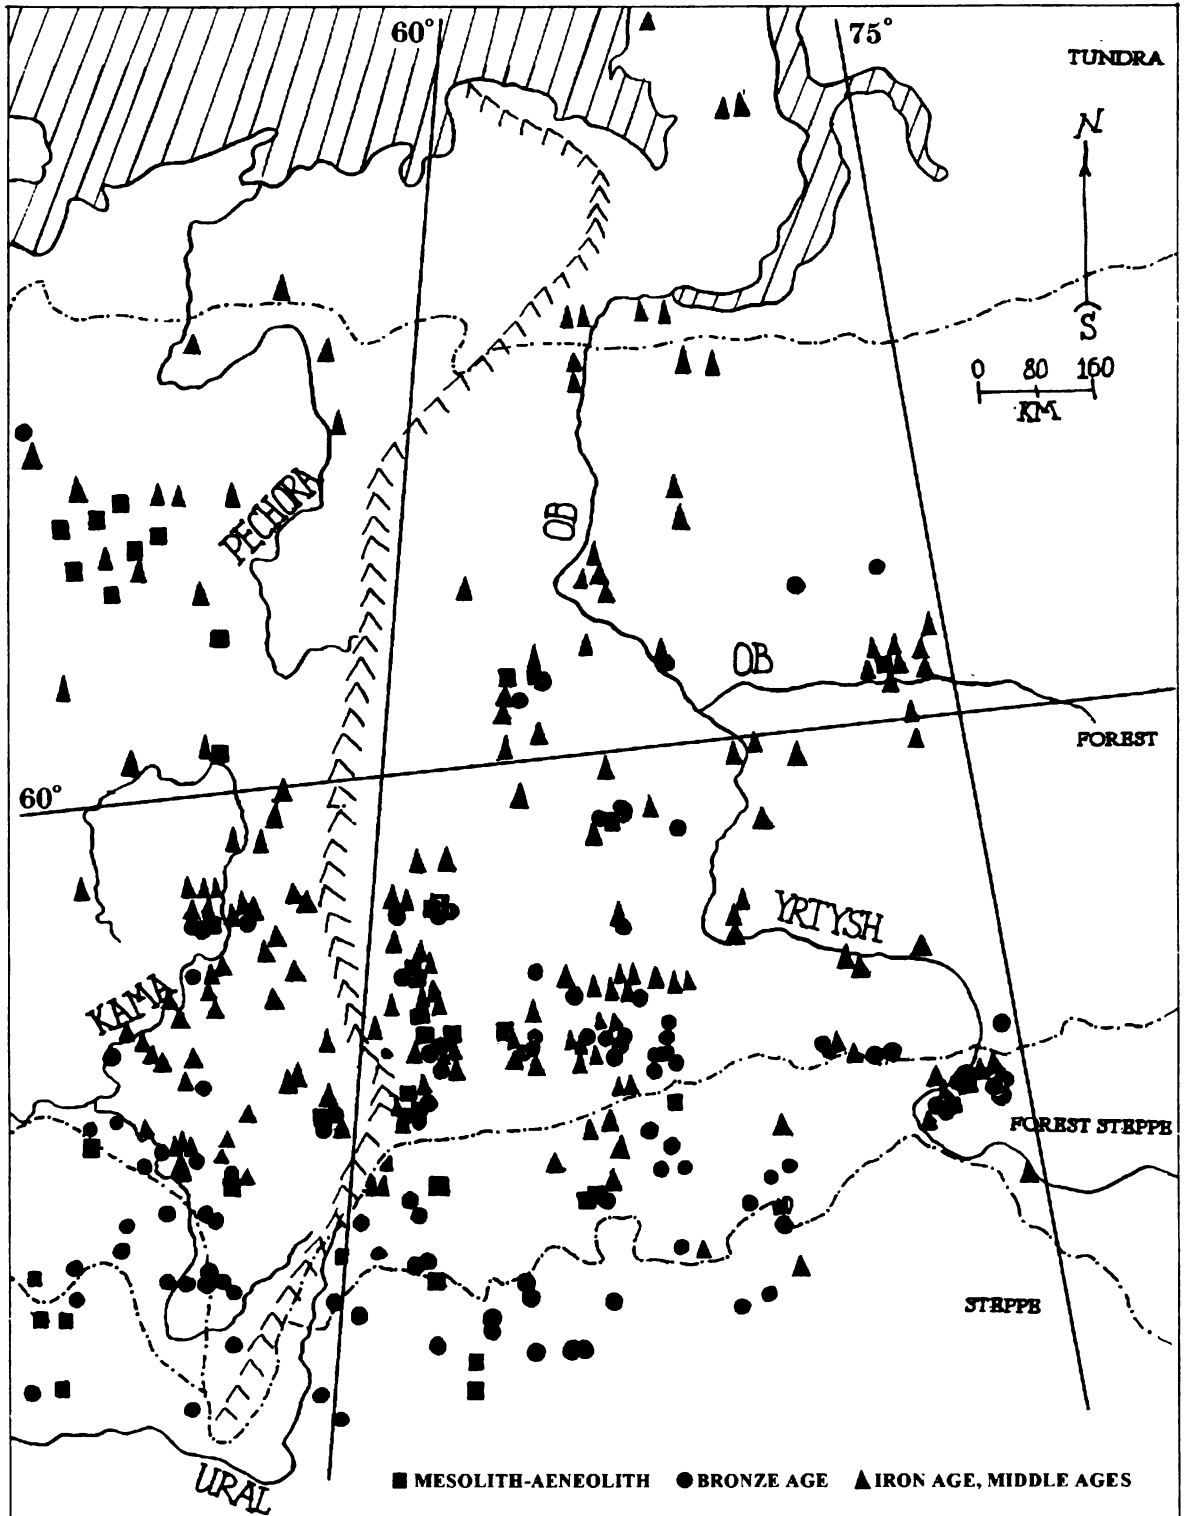 60°
75°
TUNDRA
N
S
0 80 160
KM
PECHORA
OB
OB
FOREST
60°
YRTYSH
KAMA
FOREST STEPPE
STEPPE
URAL
MESOLITH-AENEOLITH BRONZE AGE IRON AGE, MIDDLE AGES